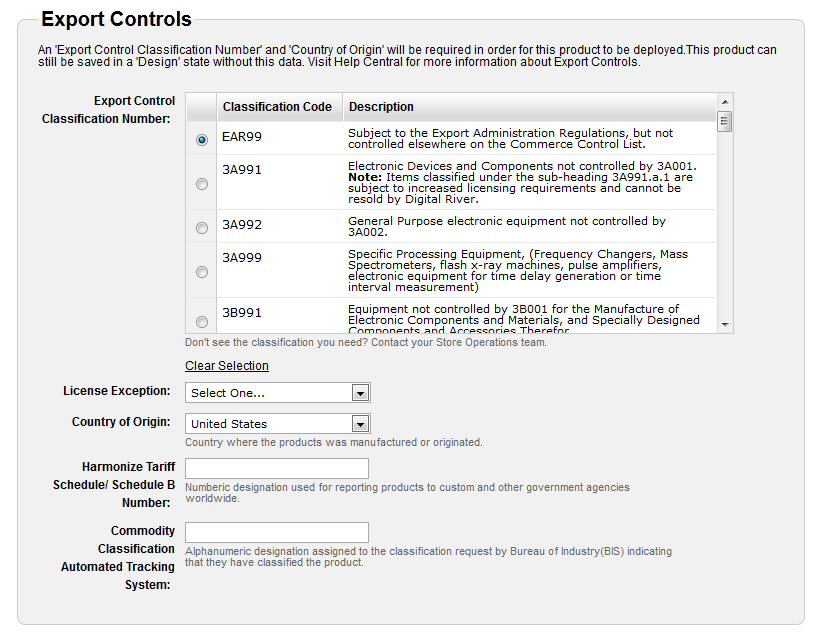 Export Controls
An 'Export Control Classification Number' and 'Country of Origin' will be required in order for this product to be deployed.This product can
still be saved in a 'Design' state without this data. Visit Help Central for more information about Export Controls.
Export Control
Classification Number:
Classification Code Description
EAR99 Subject to the Export Administration Regulations, but not
controlled elsewhere on the Commerce Control List.
3A991 Electronic Devices and Components not controlled by 3A001.
Note: Items classified under the sub-heading 3A991.a.1 are
subject to increased licensing requirements and cannot be
resold by Digital River.
3A992 General Purpose electronic equipment not controlled by
3A002.
3A999 Specific Processing Equipment, (Frequency Changers, Mass
Spectrometers, flash x-ray machines, pulse amplifiers,
electronic equipment for time delay generation or time
interval measurement)
3B991 Equipment not controlled by 3B001 for the Manufacture of
Electronic Components and Materials, and Specially Designed
Components and Accessories Therefor
Don't see the classification you need? Contact your Store Operations team.
Clear Selection
License Exception: Select One...
Country of Origin: United States
Country where the products was manufactured or originated.
Harmonize Tariff
Schedule/ Schedule B
Number:
Numberic designation used for reporting products to custom and other government agencies
worldwide.
Commodity
Classification
Automated Tracking
System:
Alphanumeric designation assigned to the classification request by Bureau of Industry(BIS) indicating
that they have classified the product.